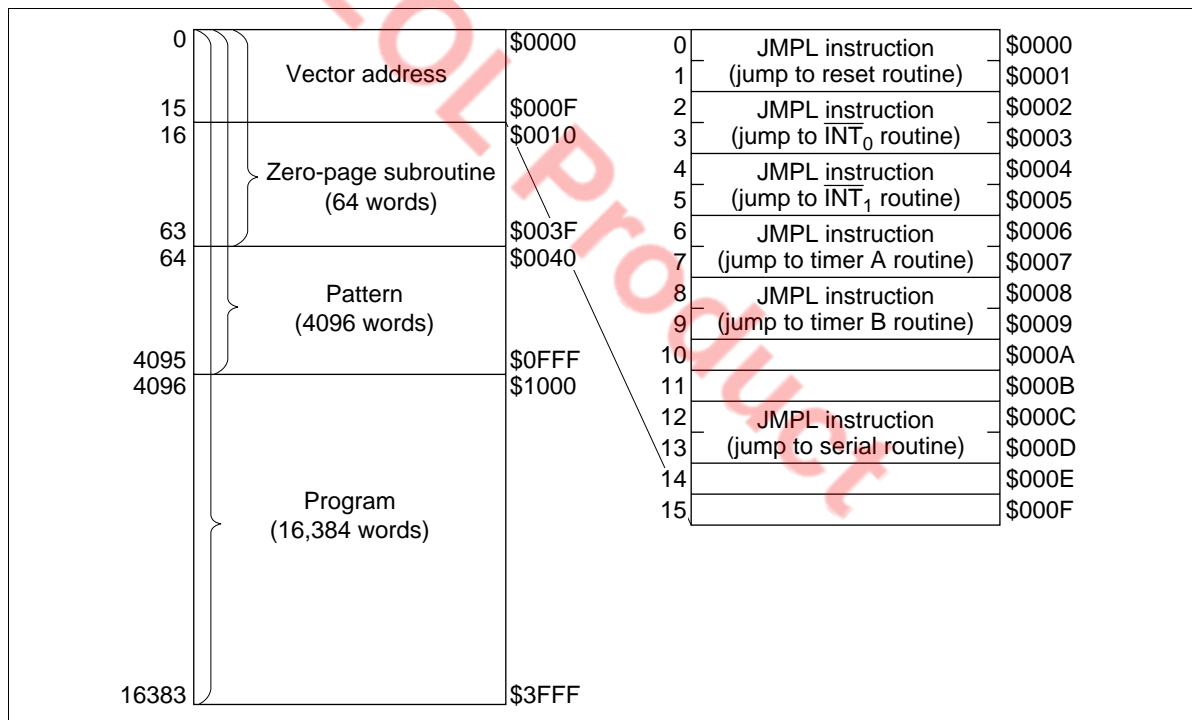 0
$0000
Vector address
15
$000F
16
$0010
Zero-page subroutine
(64 words)
63
$003F
64
$0040
Pattern
(4096 words)
4095
$0FFF
4096
$1000
Program
(16,384 words)
16383
$3FFF
0
JMPL instruction
$0000
1
(jump to reset routine)
$0001
2
JMPL instruction
$0002
3
(jump to INT0 routine)
$0003
4
JMPL instruction
$0004
5
(jump to INT1 routine)
$0005
6
JMPL instruction
$0006
7
(jump to timer A routine)
$0007
8
JMPL instruction
$0008
9
(jump to timer B routine)
$0009
10
$000A
11
$000B
12
JMPL instruction
$000C
13
(jump to serial routine)
$000D
14
$000E
15
$000F
OL Product